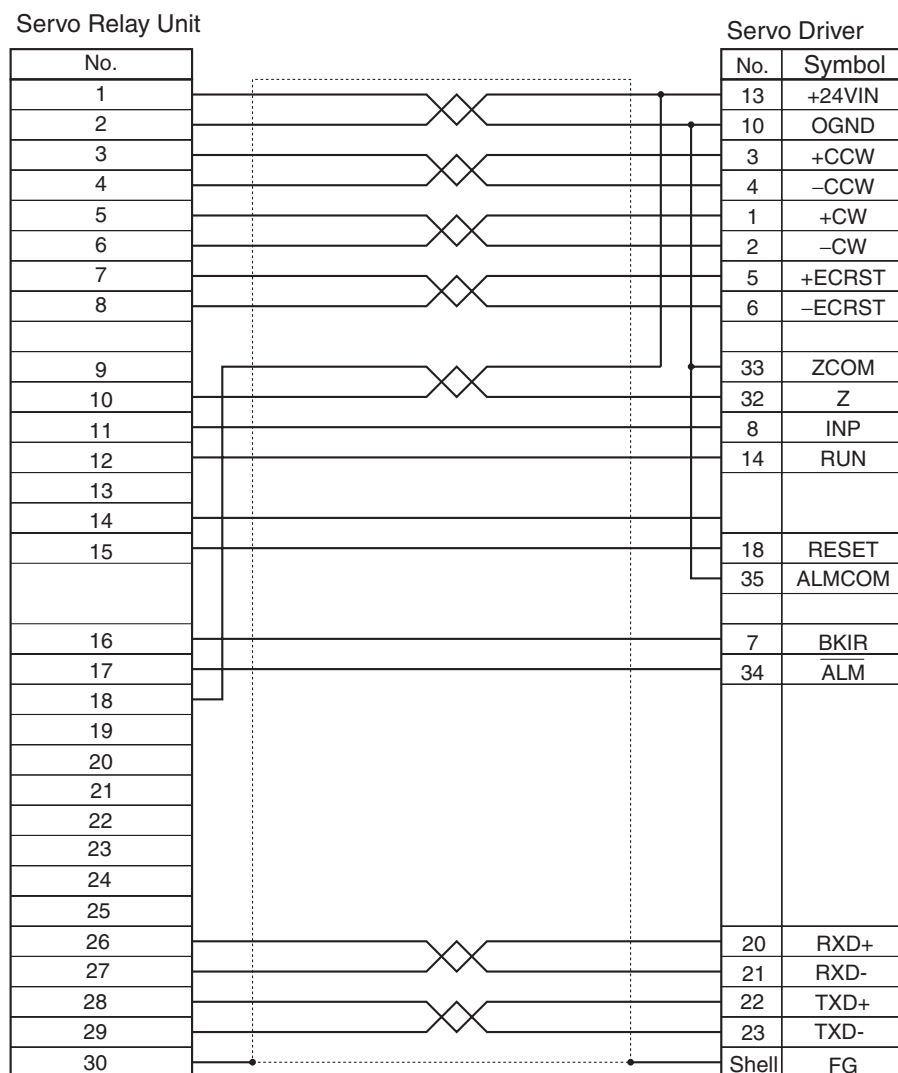 Servo Relay Unit
Servo Driver
No. No. Symbol
1 13 +24VIN
2 10 OGND
3 3 +CCW
4 4 −CCW
5 1 +CW
6 2 −CW
7 5 +ECRST
8 6 −ECRST
9 33 ZCOM
10 32 Z
11 8 INP
12 14 RUN
13
14
15 18 RESET
35 ALMCOM
16 7 BKIR
17 34 A̅L̅M̅
18
19
20
21
22
23
24
25
26 20 RXD+
27 21 RXD-
28 22 TXD+
29 23 TXD-
30 Shell FG